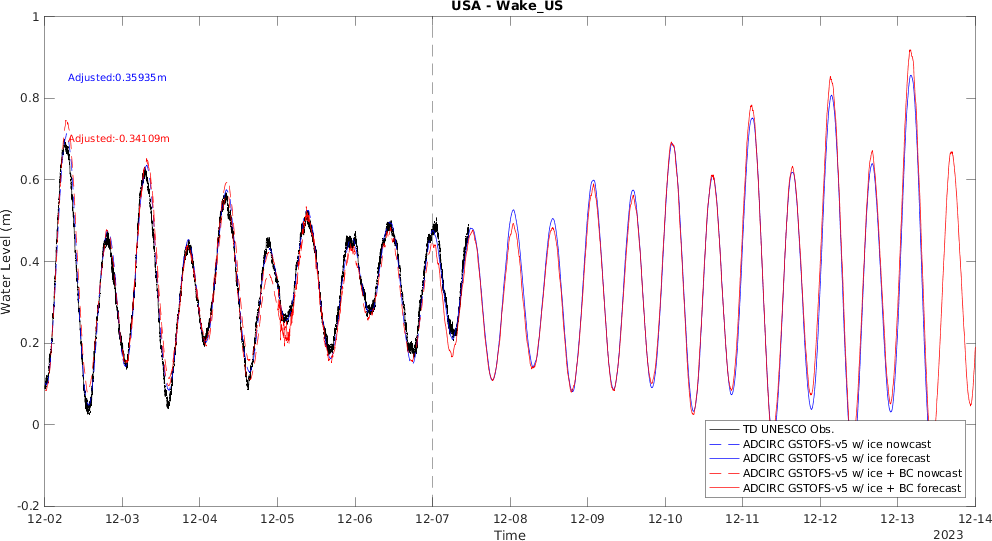 USA - Wake_US
1
0.8
0.6
0.4
0.2
0
-0.2
Water Level (m)
Adjusted:0.35935m
Adjusted:-0.34109m
TD UNESCO Obs.
ADCIRC GSTOFS-v5 w/ ice nowcast
ADCIRC GSTOFS-v5 w/ ice forecast
ADCIRC GSTOFS-v5 w/ ice + BC nowcast
ADCIRC GSTOFS-v5 w/ ice + BC forecast
12-02 12-03 12-04 12-05 12-06 12-07 12-08 12-09 12-10 12-11 12-12 12-13 12-14
Time
2023